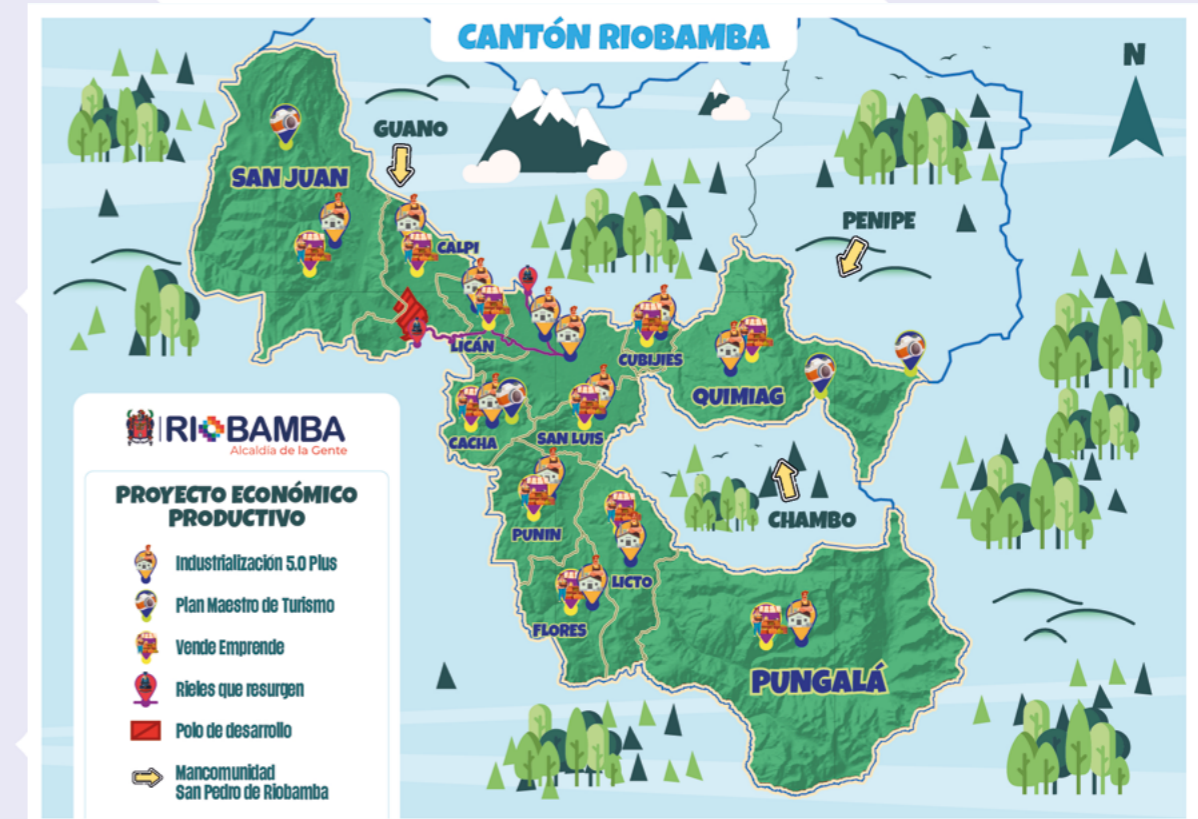 CANTÓN RIOBAMBA
N
GUANO
SAN JUAN
PENIPE
CALPI
LICÁN
CUBIJIES
QUIMIAG
CACHA
SAN LUIS
CHAMBO
PUNIN
LICTO
FLORES
PUNGALÁ
RIOBAMBA
Alcaldía de la Gente
PROYECTO ECONÓMICO
PRODUCTIVO
Industrialización 5.0 Plus
Plan Maestro de Turismo
Vende Emprende
Rieles que resurgen
Polo de desarrollo
Mancomunidad
San Pedro de Riobamba